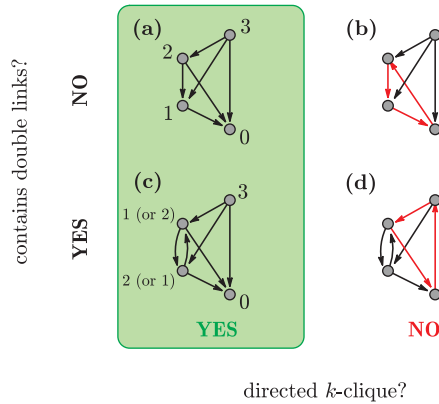 (a)
3
(b)
2
1
0
(c)
3
(d)
1 (or 2)
2 (or 1)
0
YES
NO
contains double links?
NO
YES
directed k-clique?